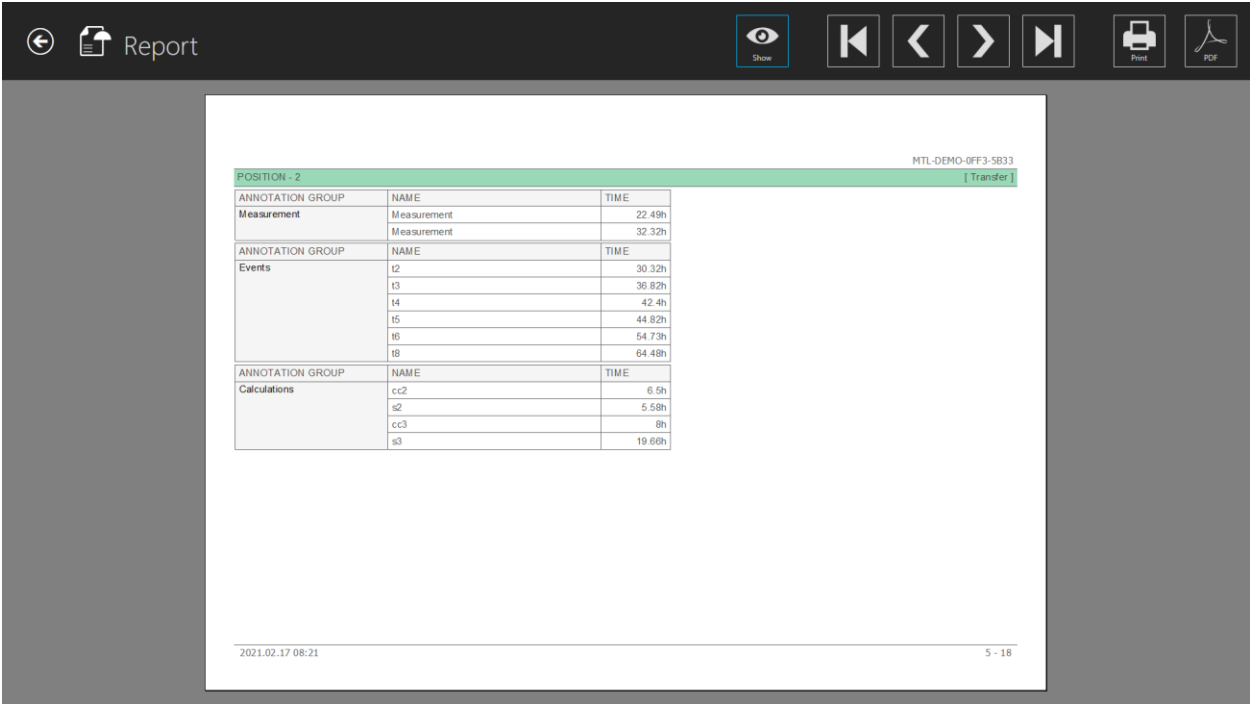 Report
Show
Print
PDF
MTL-DEMO-0FF3-5B33
POSITION - 2 [ Transfer ]
ANNOTATION GROUP NAME TIME
Measurement Measurement 22.49h
Measurement 32.32h
ANNOTATION GROUP NAME TIME
Events t2 30.32h
t3 36.82h
t4 42.4h
t5 44.82h
t6 54.73h
t8 64.48h
ANNOTATION GROUP NAME TIME
Calculations cc2 6.5h
s2 5.58h
cc3 8h
s3 19.66h
2021.02.17 08:21 5 - 18